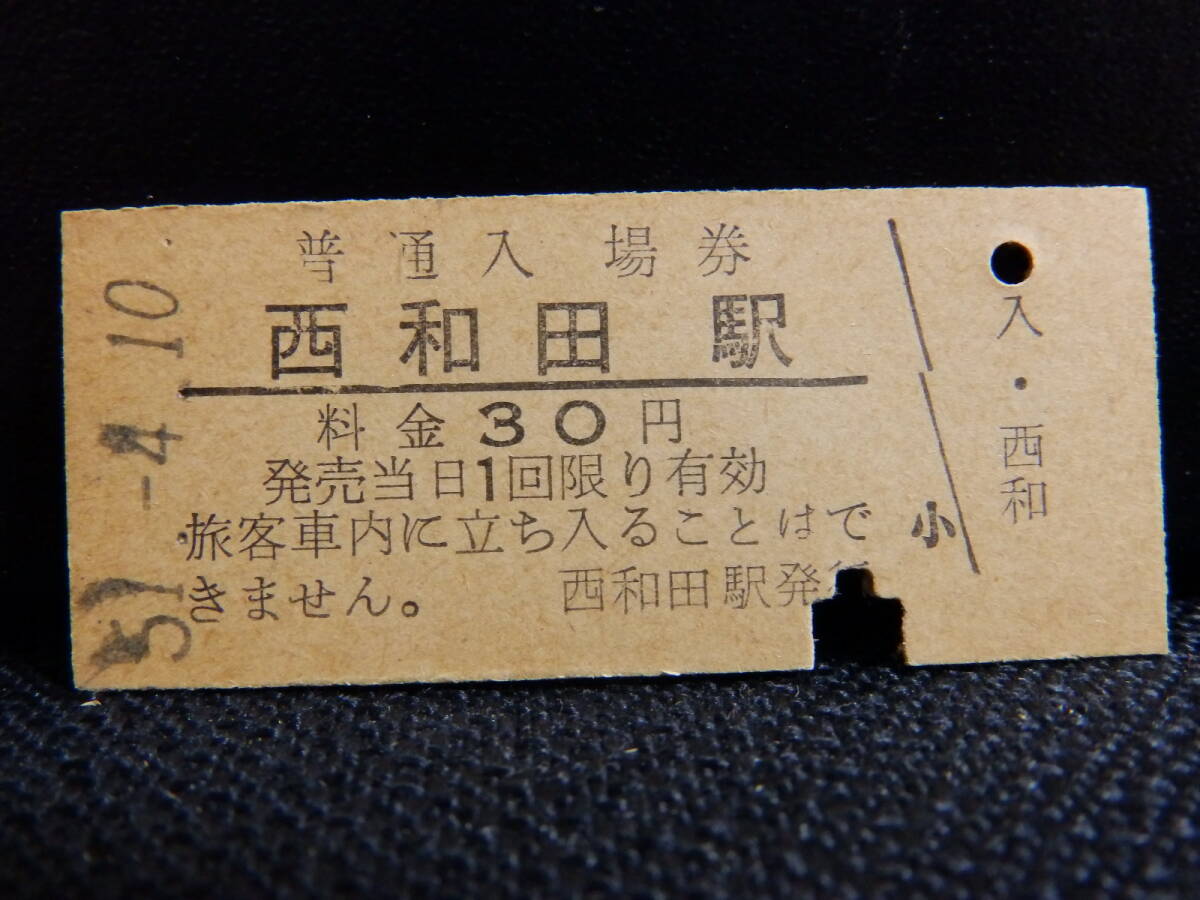 普通入場券
西和田駅
料金30円
発売当日1回限り有効
旅客車内に立ち入ることはで
きません。
西和田駅発行
小
入・西和
51.-4.10